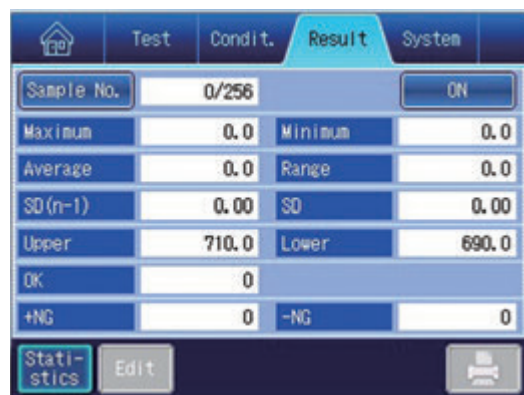 Test Condit. Result System
Sample No. 0/256 ON
Maximum 0.0 Minimum 0.0
Average 0.0 Range 0.0
SD(n-1) 0.00 SD 0.00
Upper 710.0 Lower 690.0
OK 0
+NG 0 -NG 0
Stati-
stics Edit